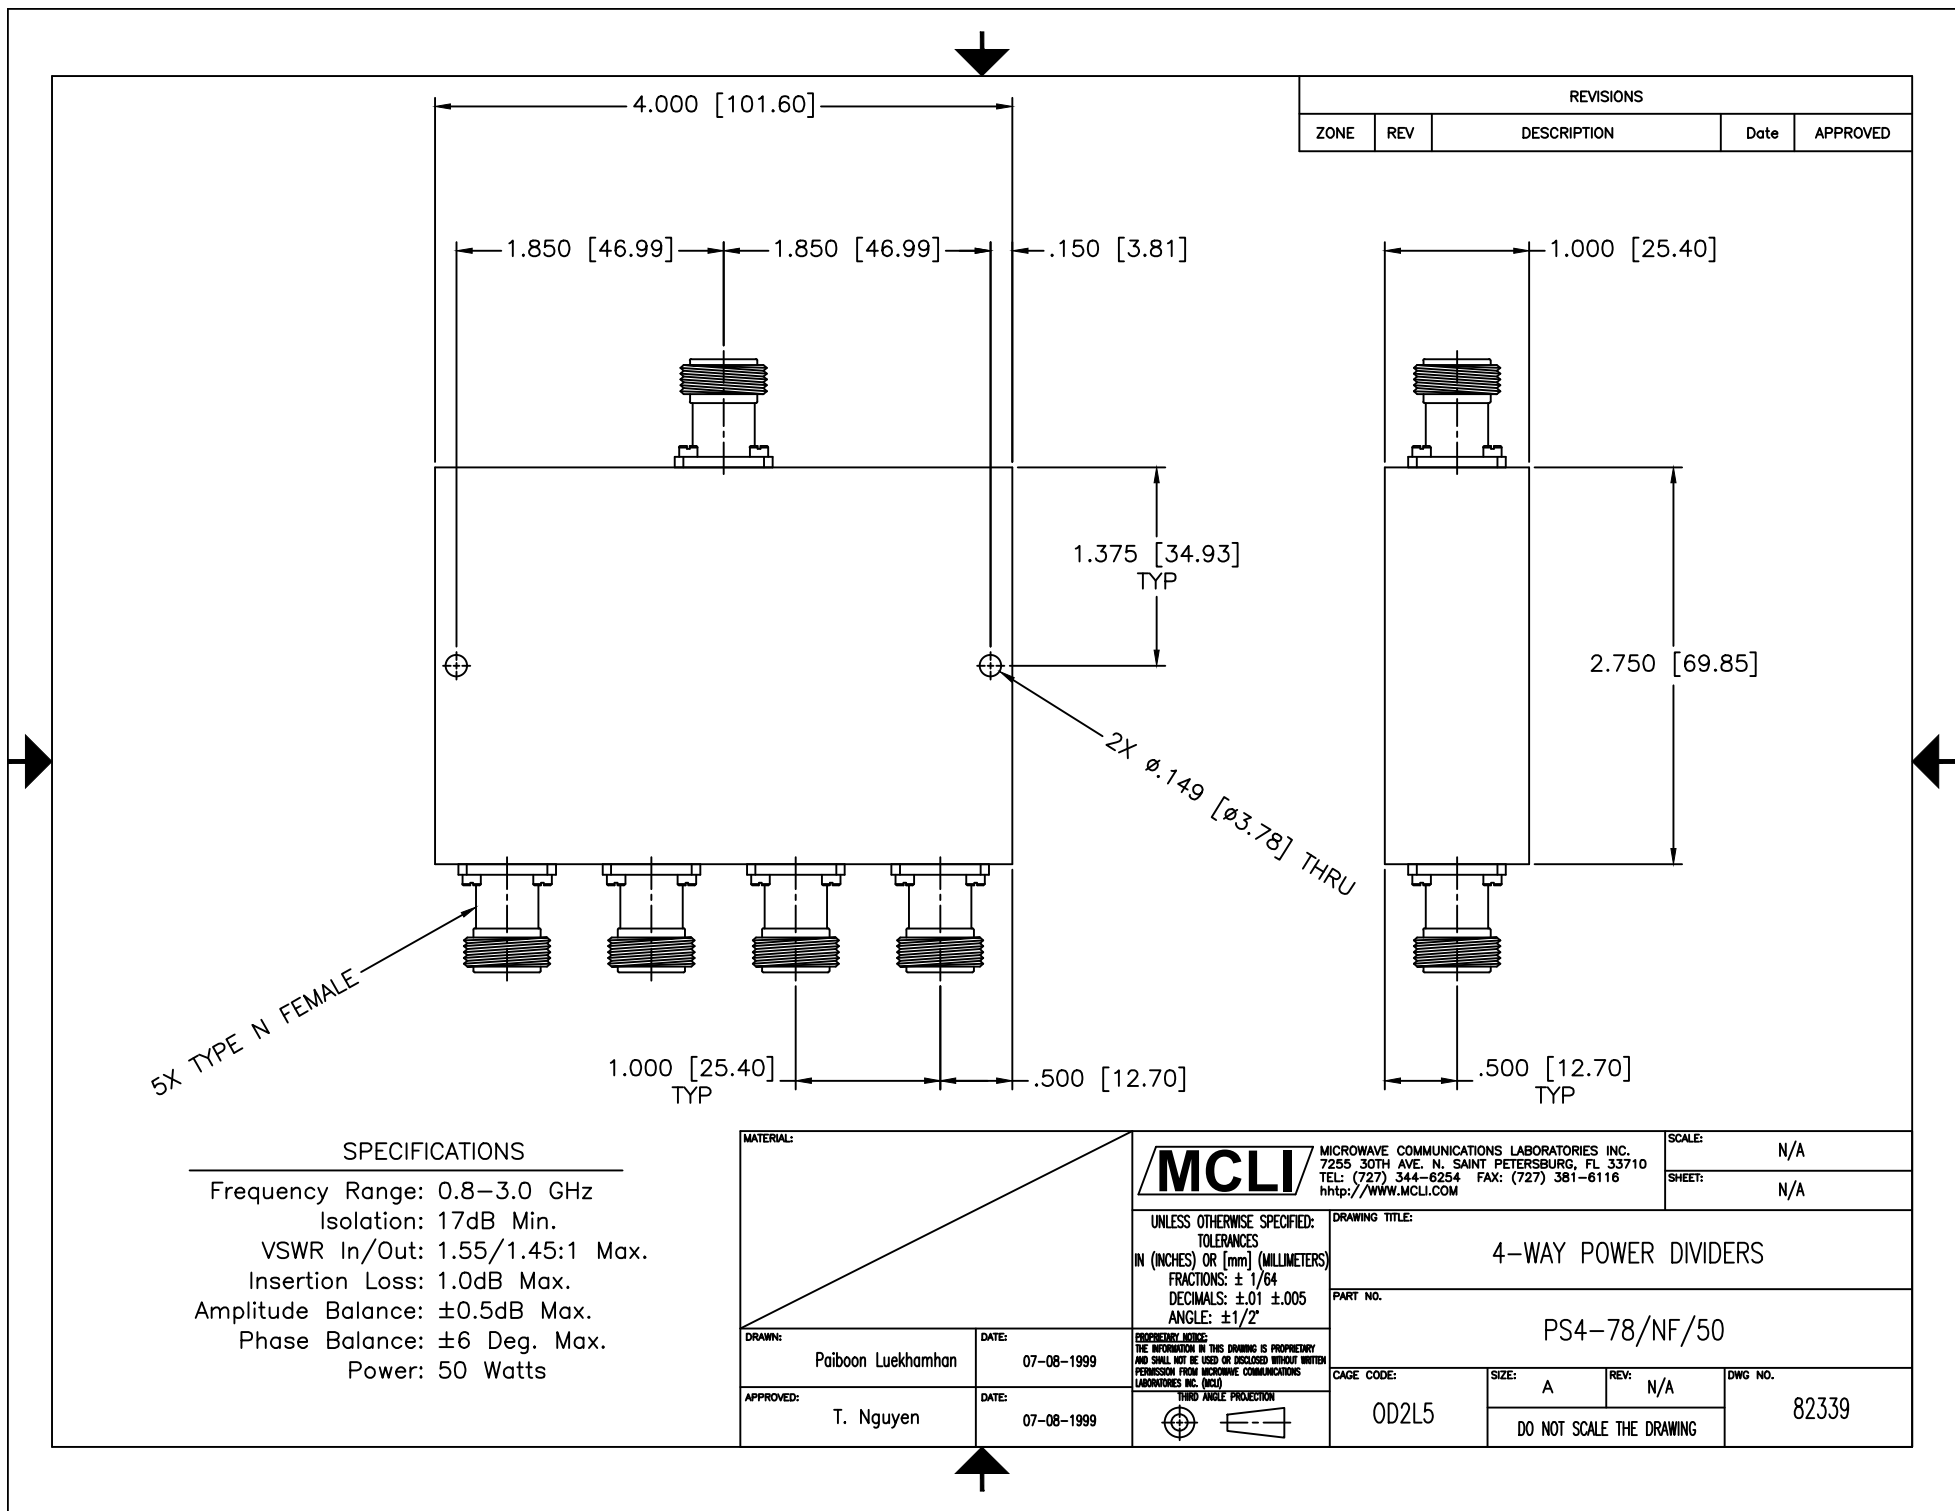 4.000 [101.60]
REVISIONS
ZONE REV DESCRIPTION Date APPROVED
1.850 [46.99] 1.850 [46.99] .150 [3.81]
1.000 [25.40]
1.375 [34.93]
TYP
2.750 [69.85]
2X ø.149 [ø3.78] THRU
5X TYPE N FEMALE
1.000 [25.40]
TYP
.500 [12.70]
.500 [12.70]
TYP
SPECIFICATIONS
Frequency Range: 0.8-3.0 GHz
Isolation: 17dB Min.
VSWR In/Out: 1.55/1.45:1 Max.
Insertion Loss: 1.0dB Max.
Amplitude Balance: ±0.5dB Max.
Phase Balance: ±6 Deg. Max.
Power: 50 Watts
MATERIAL:
DRAWN:
Paiboon Luekhamhan
DATE:
07-08-1999
APPROVED:
T. Nguyen
DATE:
07-08-1999
MCLI
MICROWAVE COMMUNICATIONS LABORATORIES INC.
7255 30TH AVE. N. SAINT PETERSBURG, FL 33710
TEL: (727) 344-6254 FAX: (727) 381-6116
hhtp://WWW.MCLI.COM
SCALE:
N/A
SHEET:
N/A
UNLESS OTHERWISE SPECIFIED:
TOLERANCES
IN (INCHES) OR [mm] (MILLIMETERS)
FRACTIONS: ± 1/64
DECIMALS: ±.01 ±.005
ANGLE: ±1/2°
PROPRIETARY NOTICE:
THE INFORMATION IN THIS DRAWING IS PROPRIETARY
AND SHALL NOT BE USED OR DISCLOSED WITHOUT WRITTEN
PERMISSION FROM MICROWAVE COMMUNICATIONS
LABORATORIES INC. (MCLI)
THIRD ANGLE PROJECTION
DRAWING TITLE:
4-WAY POWER DIVIDERS
PART NO.
PS4-78/NF/50
CAGE CODE:
OD2L5
SIZE:
A
REV:
N/A
DO NOT SCALE THE DRAWING
DWG NO.
82339